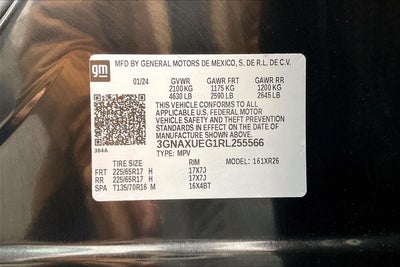 gm
MFD BY GENERAL MOTORS DE MEXICO, S. DE R.L. DE C.V.
01/24 GVWR GAWR FRT GAWR RR
2100 KG 1175 KG 1200 KG
4630 LB 2590 LB 2645 LB
THIS VEHICLE CONFORMS TO ALL
APPLICABLE U.S. FEDERAL MOTOR
VEHICLE SAFETY AND THEFT
PREVENTION STANDARDS IN EFFECT ON
THE DATE OF MANUFACTURE SHOWN ABOVE.
384A
3GNAXUEG1RL255566
TYPE: MPV
TIRE SIZE RIM MODEL: 161XR26
FRT 225/65R17 H 17X7J
RR 225/65R17 H 17X7J
SPA T135/70R16 M 16X4BT